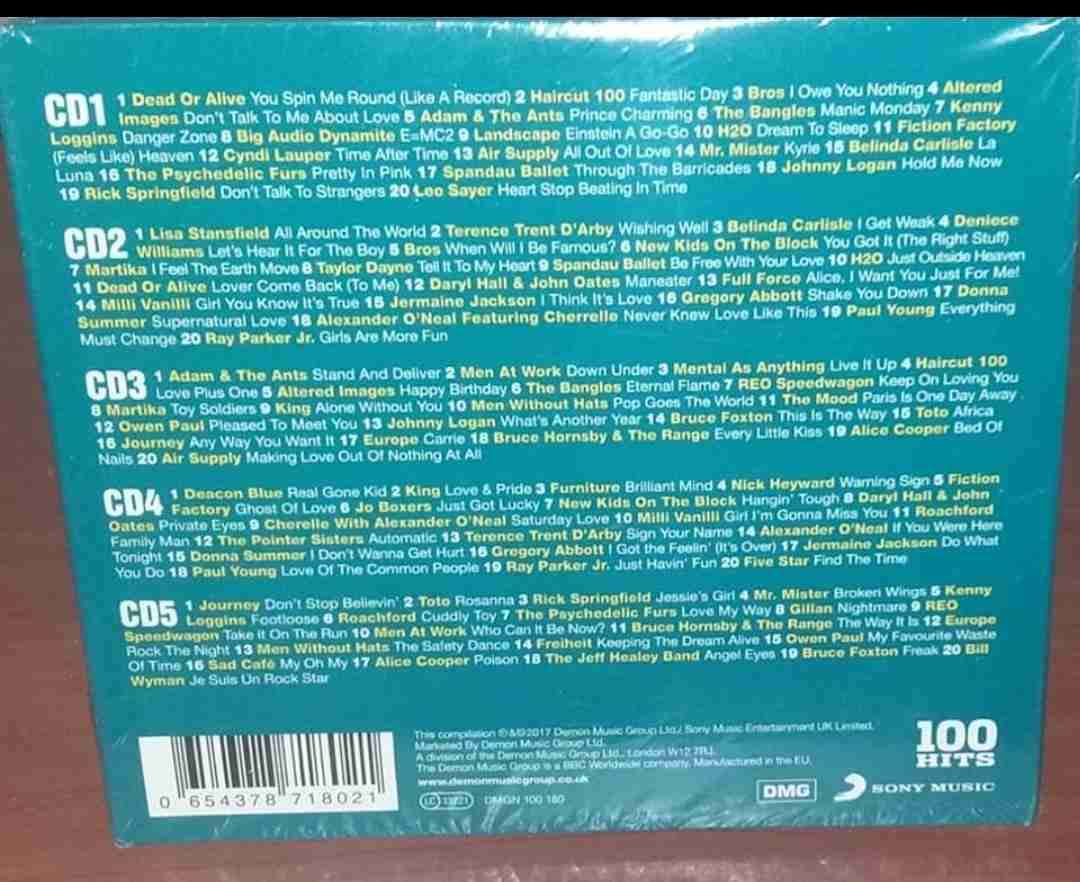 CD1 1 Dead Or Alive You Spin Me Round (Like A Record) 2 Haircut 100 Fantastic Day 3 Bros I Owe You Nothing 4 Altered
Images Don't Talk To Me About Love 5 Adam & The Ants Prince Charming 6 The Bangles Manic Monday 7 Kenny
Loggins Danger Zone 8 Big Audio Dynamite E=MC2 9 Landscape Einstein A Go-Go 10 H2O Dream To Sleep 11 Fiction Factory
(Feels Like) Heaven 12 Cyndi Lauper Time After Time 13 Air Supply All Out Of Love 14 Mr. Mister Kyrie 15 Belinda Carlisle La
Luna 16 The Psychedelic Furs Pretty In Pink 17 Spandau Ballet Through The Barricades 18 Johnny Logan Hold Me Now
19 Rick Springfield Don't Talk To Strangers 20 Leo Sayer Heart Stop Beating In Time
CD2 1 Lisa Stansfield All Around The World 2 Terence Trent D'Arby Wishing Well 3 Belinda Carlisle I Get Weak 4 Deniece
Williams Let's Hear It For The Boy 5 Bros When Will I Be Famous? 6 New Kids On The Block You Got It (The Right Stuff)
7 Martika I Feel The Earth Move 8 Taylor Dayne Tell It To My Heart 9 Spandau Ballet Be Free With Your Love 10 H2O Just Outside Heaven
11 Dead Or Alive Lover Come Back (To Me) 12 Daryl Hall & John Oates Maneater 13 Full Force Alice, I Want You Just For Me!
14 Milli Vanilli Girl You Know It's True 15 Jermaine Jackson I Think It's Love 16 Gregory Abbott Shake You Down 17 Donna
Summer Supernatural Love 18 Alexander O'Neal Featuring Cherrelle Never Knew Love Like This 19 Paul Young Everything
Must Change 20 Ray Parker Jr. Girls Are More Fun
CD3 1 Adam & The Ants Stand And Deliver 2 Men At Work Down Under 3 Mental As Anything Live It Up 4 Haircut 100
Love Plus One 5 Altered Images Happy Birthday 6 The Bangles Eternal Flame 7 REO Speedwagon Keep On Loving You
8 Martika Toy Soldiers 9 King Alone Without You 10 Men Without Hats Pop Goes The World 11 The Mood Paris Is One Day Away
12 Owen Paul Pleased To Meet You 13 Johnny Logan What's Another Year 14 Bruce Foxton This Is The Way 15 Toto Africa
16 Journey Any Way You Want It 17 Europe Carrie 18 Bruce Hornsby & The Range Every Little Kiss 19 Alice Cooper Bed Of
Nails 20 Air Supply Making Love Out Of Nothing At All
CD4 1 Deacon Blue Real Gone Kid 2 King Love & Pride 3 Furniture Brilliant Mind 4 Nick Heyward Warning Sign 5 Fiction
Factory Ghost Of Love 6 Jo Boxers Just Got Lucky 7 New Kids On The Block Hangin' Tough 8 Daryl Hall & John
Oates Private Eyes 9 Cherelle With Alexander O'Neal Saturday Love 10 Milli Vanilli Girl I'm Gonna Miss You 11 Roachford
Family Man 12 The Pointer Sisters Automatic 13 Terence Trent D'Arby Sign Your Name 14 Alexander O'Neal If You Were Here
Tonight 15 Donna Summer I Don't Wanna Get Hurt 16 Gregory Abbott I Got the Feelin' (It's Over) 17 Jermaine Jackson Do What
You Do 18 Paul Young Love Of The Common People 19 Ray Parker Jr. Just Havin' Fun 20 Five Star Find The Time
CD5 1 Journey Don't Stop Believin' 2 Toto Rosanna 3 Rick Springfield Jessie's Girl 4 Mr. Mister Broken Wings 5 Kenny
Loggins Footloose 6 Roachford Cuddly Toy 7 The Psychedelic Furs Love My Way 8 Gillan Nightmare 9 REO
Speedwagon Take It On The Run 10 Men At Work Who Can It Be Now? 11 Bruce Hornsby & The Range The Way It Is 12 Europe
Rock The Night 13 Men Without Hats The Safety Dance 14 Freiheit Keeping The Dream Alive 15 Owen Paul My Favourite Waste
Of Time 16 Sad Café My Oh My 17 Alice Cooper Poison 18 The Jeff Healey Band Angel Eyes 19 Bruce Foxton Freak 20 Bill
Wyman Je Suis Un Rock Star
0 654378 718021
This compilation ℗&©2017 Demon Music Group Ltd./ Sony Music Entertainment UK Limited.
Marketed By Demon Music Group Ltd.
A division of the Demon Music Group Ltd., London W12 7RJ.
The Demon Music Group is a BBC Worldwide company. Manufactured in the EU.
www.demonmusicgroup.co.uk
LC DMGN 100 180
100
HITS
DMG
SONY MUSIC